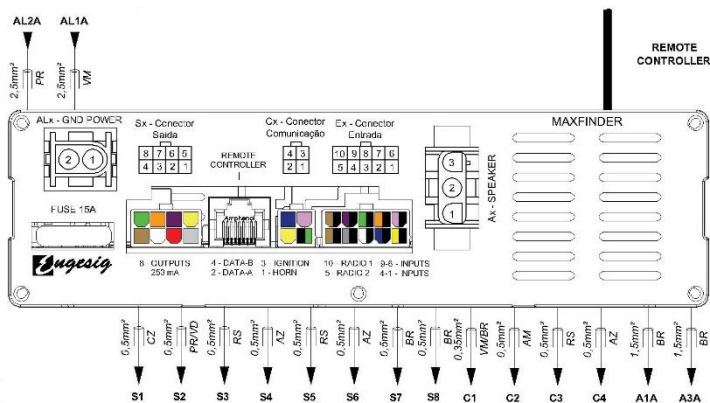 AL2A AL1A
2,5mm² PR 2,5mm² VM
REMOTE
CONTROLLER
ALx - GND POWER
2 1
FUSE 15A
Engesig
Sx - Conector
Saída
8 7 6 5
4 3 2 1
REMOTE
CONTROLLER
Amphenol
Cx - Conector
Comunicação
4 3
2 1
Ex - Conector
Entrada
10 9 8 7 6
5 4 3 2 1
3
2
1
Ax - SPEAKER
MAXFINDER
8 - OUTPUTS
250 mA
4 - DATA-B
2 - DATA-A
3 - IGNITION
1 - HORN
10 - RADIO 1
5 - RADIO 2
9-6 - INPUTS
4-1 - INPUTS
0,5mm² CZ 0,5mm² PR/VD 0,5mm² RS 0,5mm² AZ 0,5mm² RS 0,5mm² AZ 0,5mm² BR 0,5mm² BR 0,35mm² VM/BR 0,5mm² AM 0,5mm² RS 0,5mm² AZ 1,5mm² BR 1,5mm² BR
S1 S2 S3 S4 S5 S6 S7 S8 C1 C2 C3 C4 A1A A3A